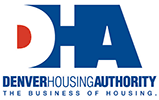 DHA
DENVERHOUSINGAUTHORITY
THE BUSINESS OF HOUSING.